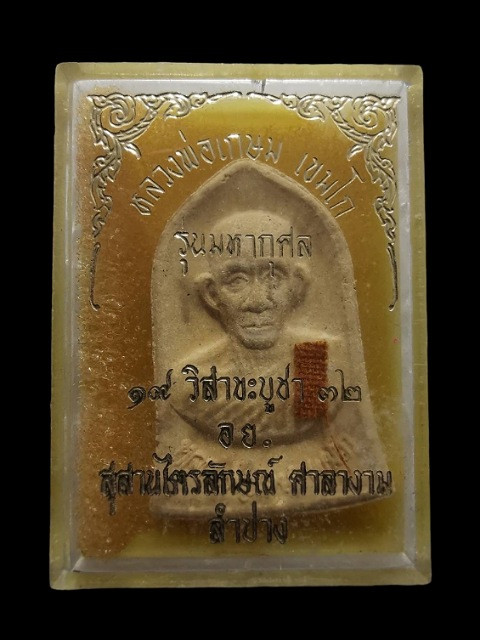 หลวงพ่อเกษม เขมโก
รุ่นมหากุศล
๑๙ วิสาขะบูชา ๓๒
อ ย.
สุสานไตรลักษณ์ ศาลางาม
ลำปาง